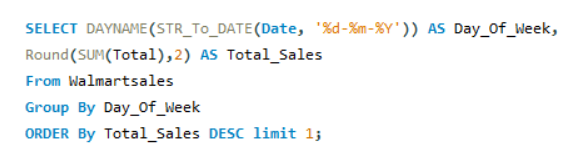 SELECT DAYNAME(STR_To_DATE(Date, '%d-%m-%Y')) AS Day_Of_Week,
Round(SUM(Total),2) AS Total_Sales
From Walmartsales
Group By Day_Of_Week
ORDER By Total_Sales DESC limit 1;